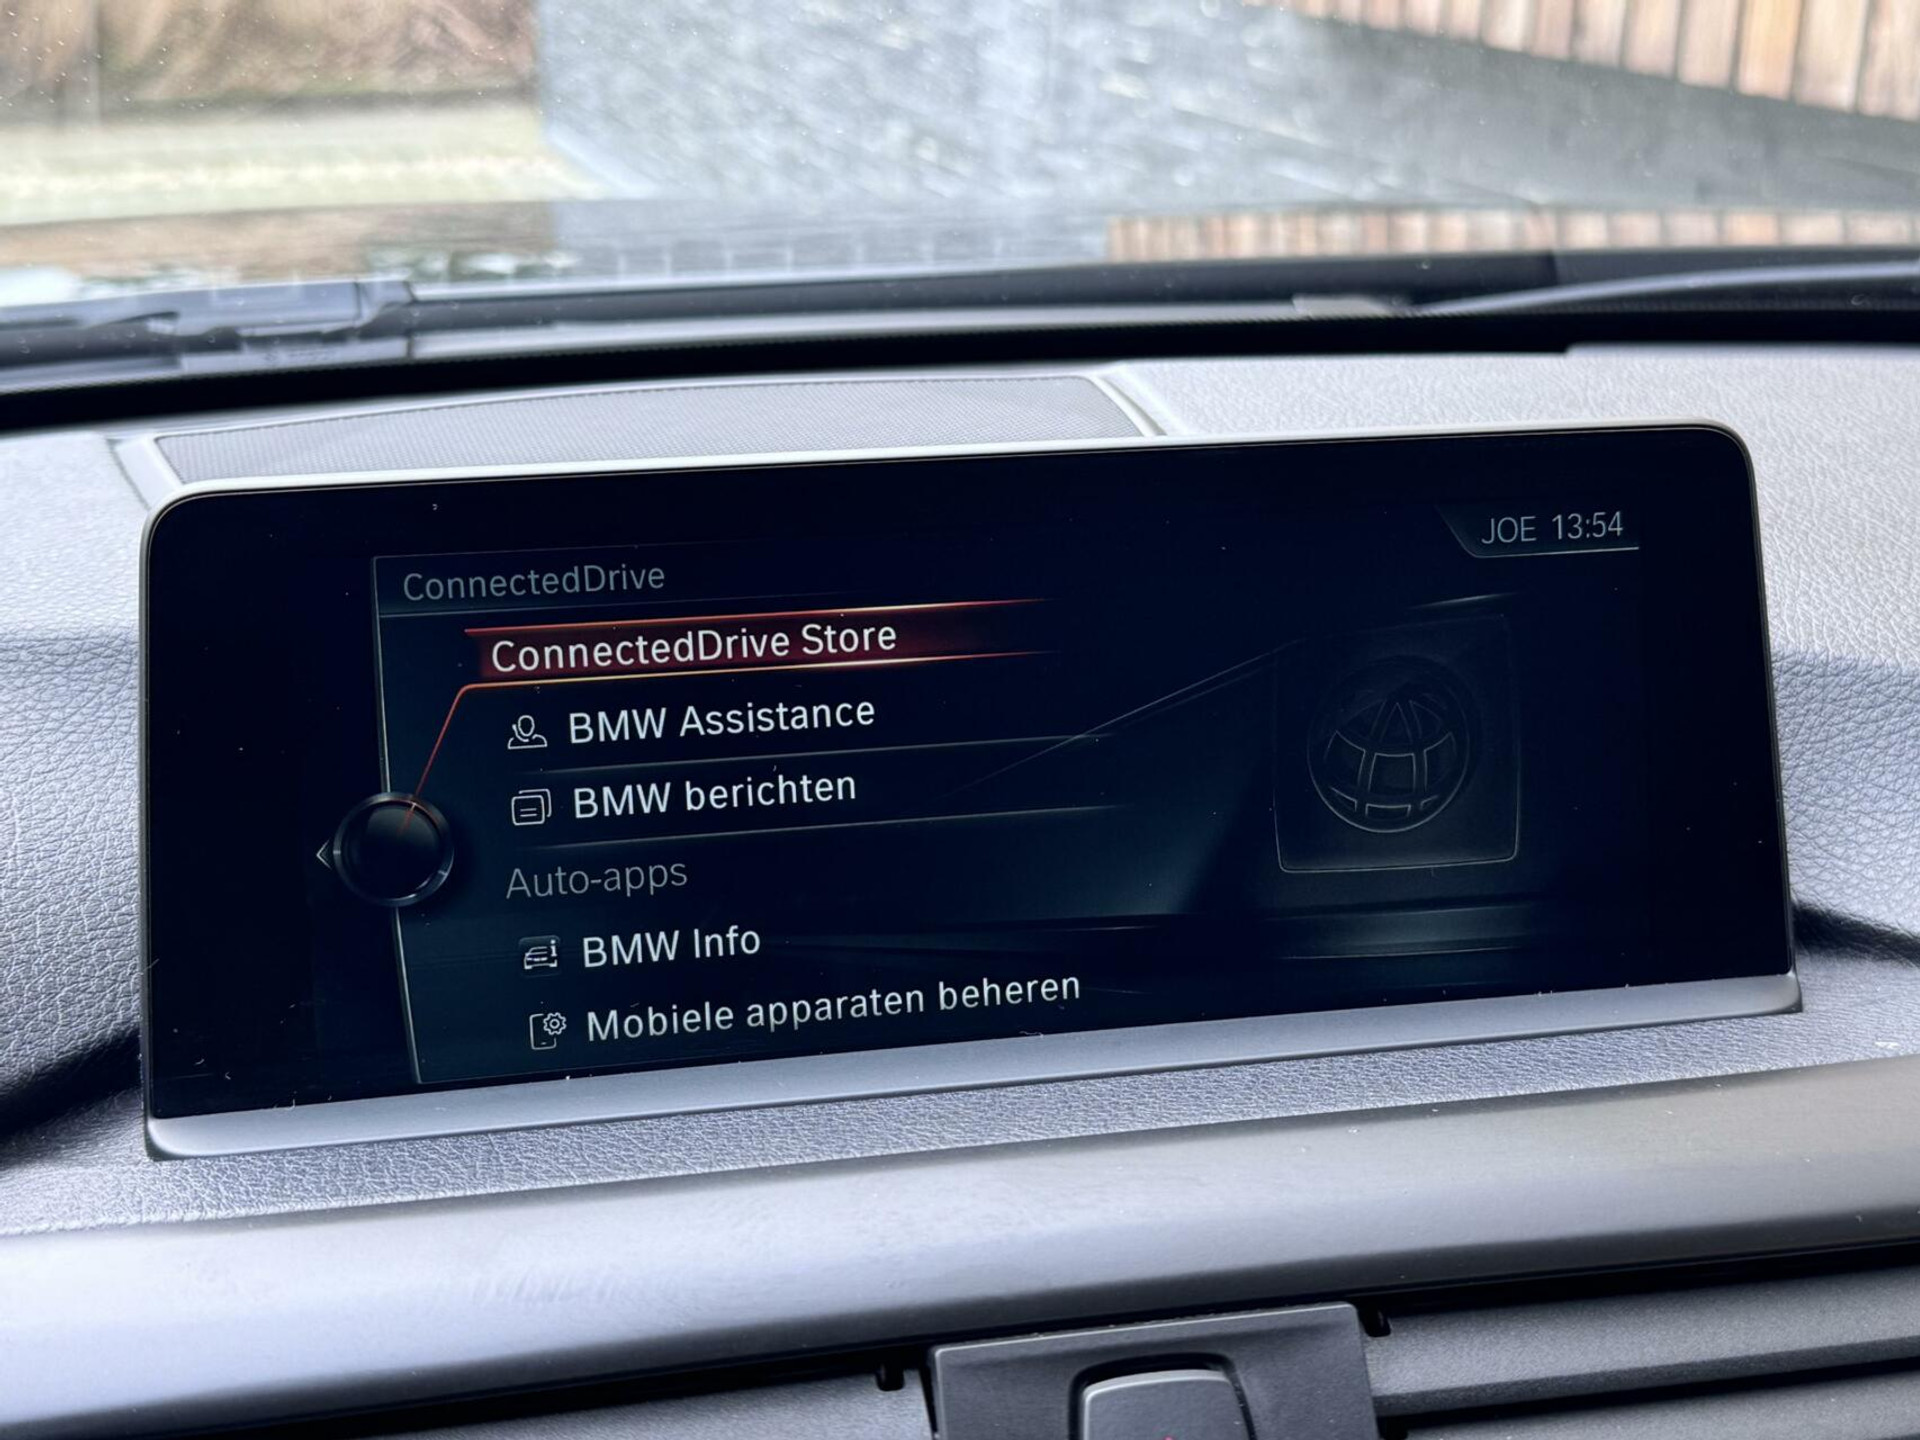 JOE 13:54
ConnectedDrive
ConnectedDrive Store
BMW Assistance
BMW berichten
Auto-apps
BMW Info
Mobiele apparaten beheren